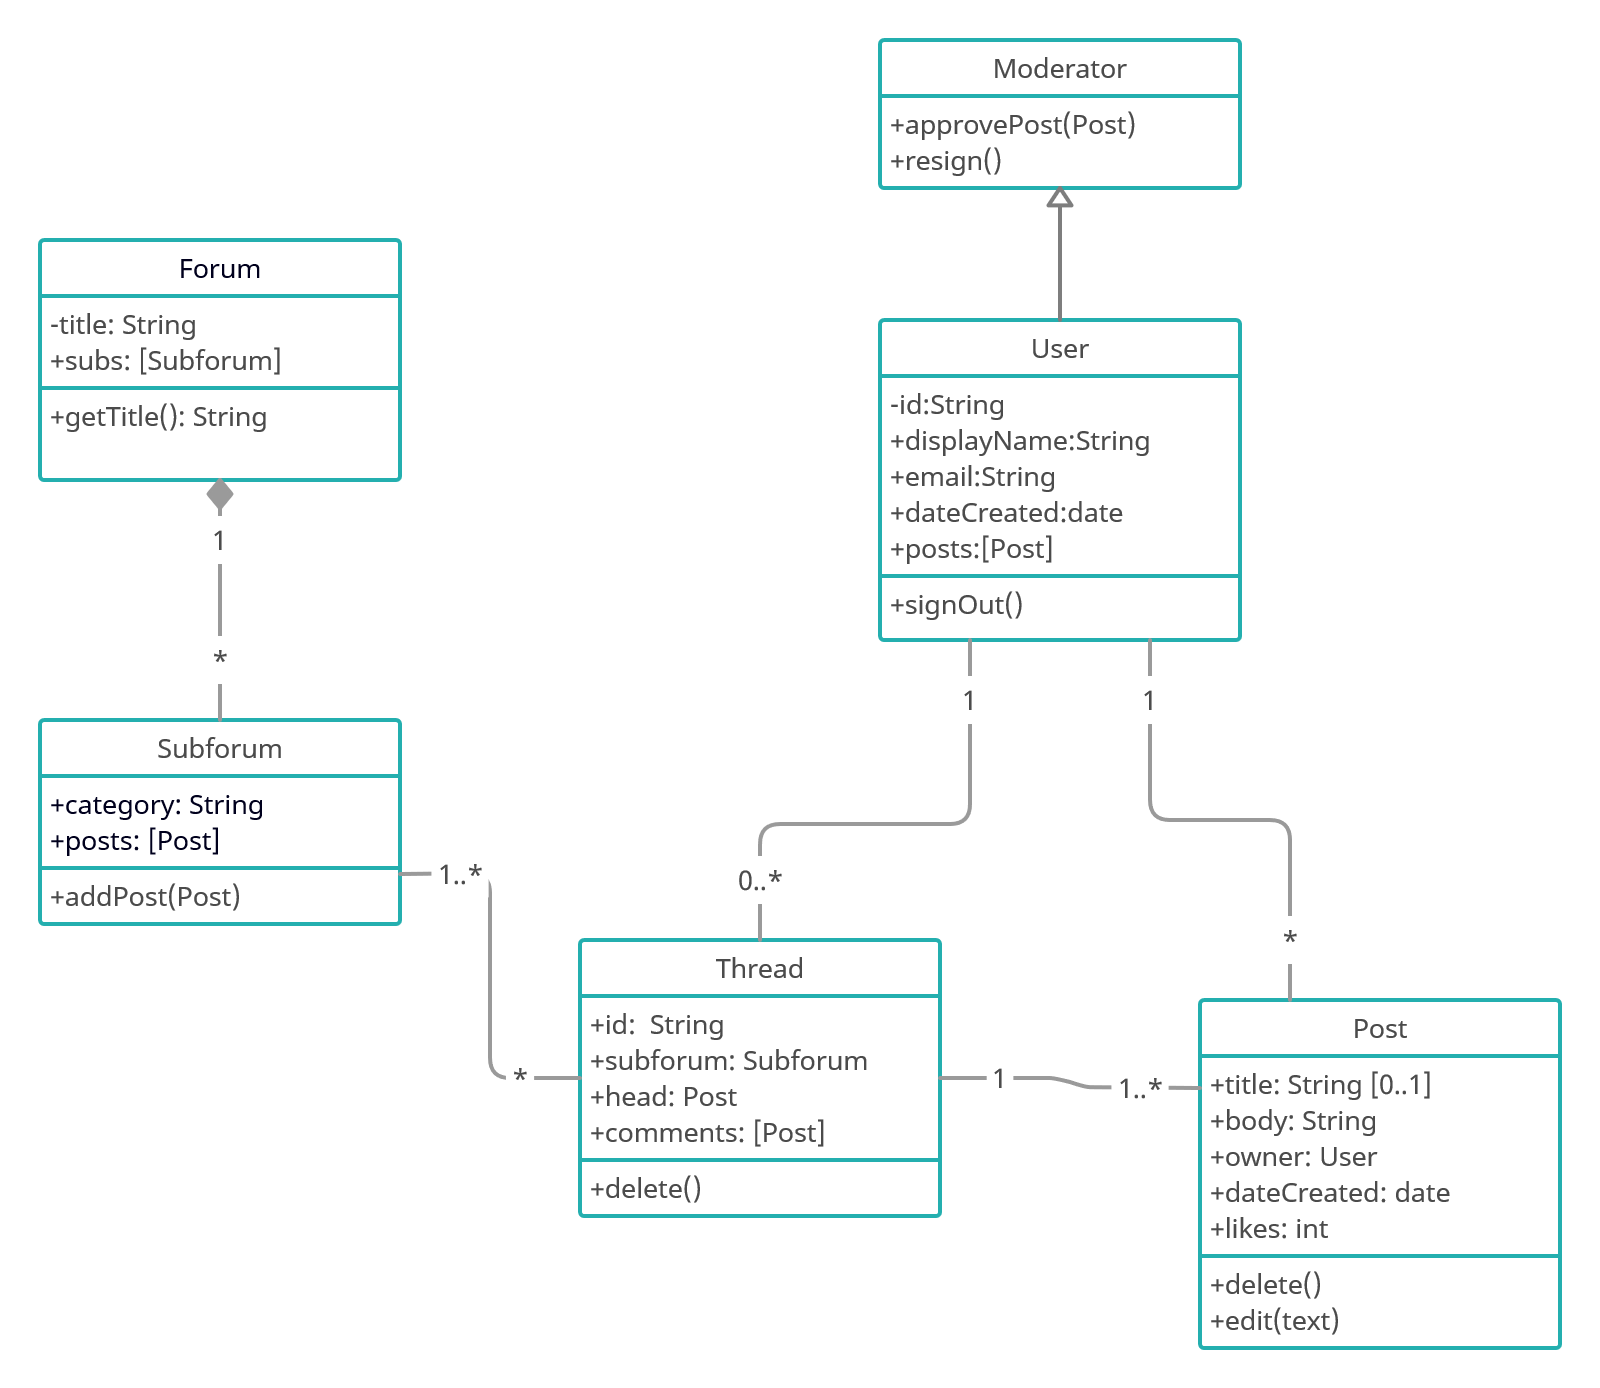 Moderator
+approvePost(Post)
+resign()
Forum
-title: String
+subs: [Subforum]
+getTitle(): String
1
*
User
-id:String
+displayName:String
+email:String
+dateCreated:date
+posts:[Post]
+signOut()
1
1
Subforum
+category: String
+posts: [Post]
+addPost(Post)
1..*
*
0..*
*
Thread
+id:  String
+subforum: Subforum
+head: Post
+comments: [Post]
+delete()
1
1..*
Post
+title: String [0..1]
+body: String
+owner: User
+dateCreated: date
+likes: int
+delete()
+edit(text)